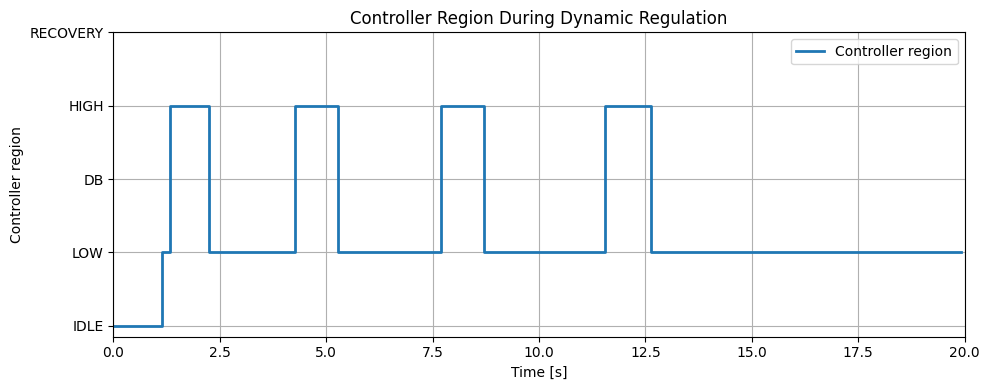 Controller Region During Dynamic Regulation
RECOVERY
HIGH
DB
LOW
IDLE
Controller region
Controller region
0.0 2.5 5.0 7.5 10.0 12.5 15.0 17.5 20.0
Time [s]